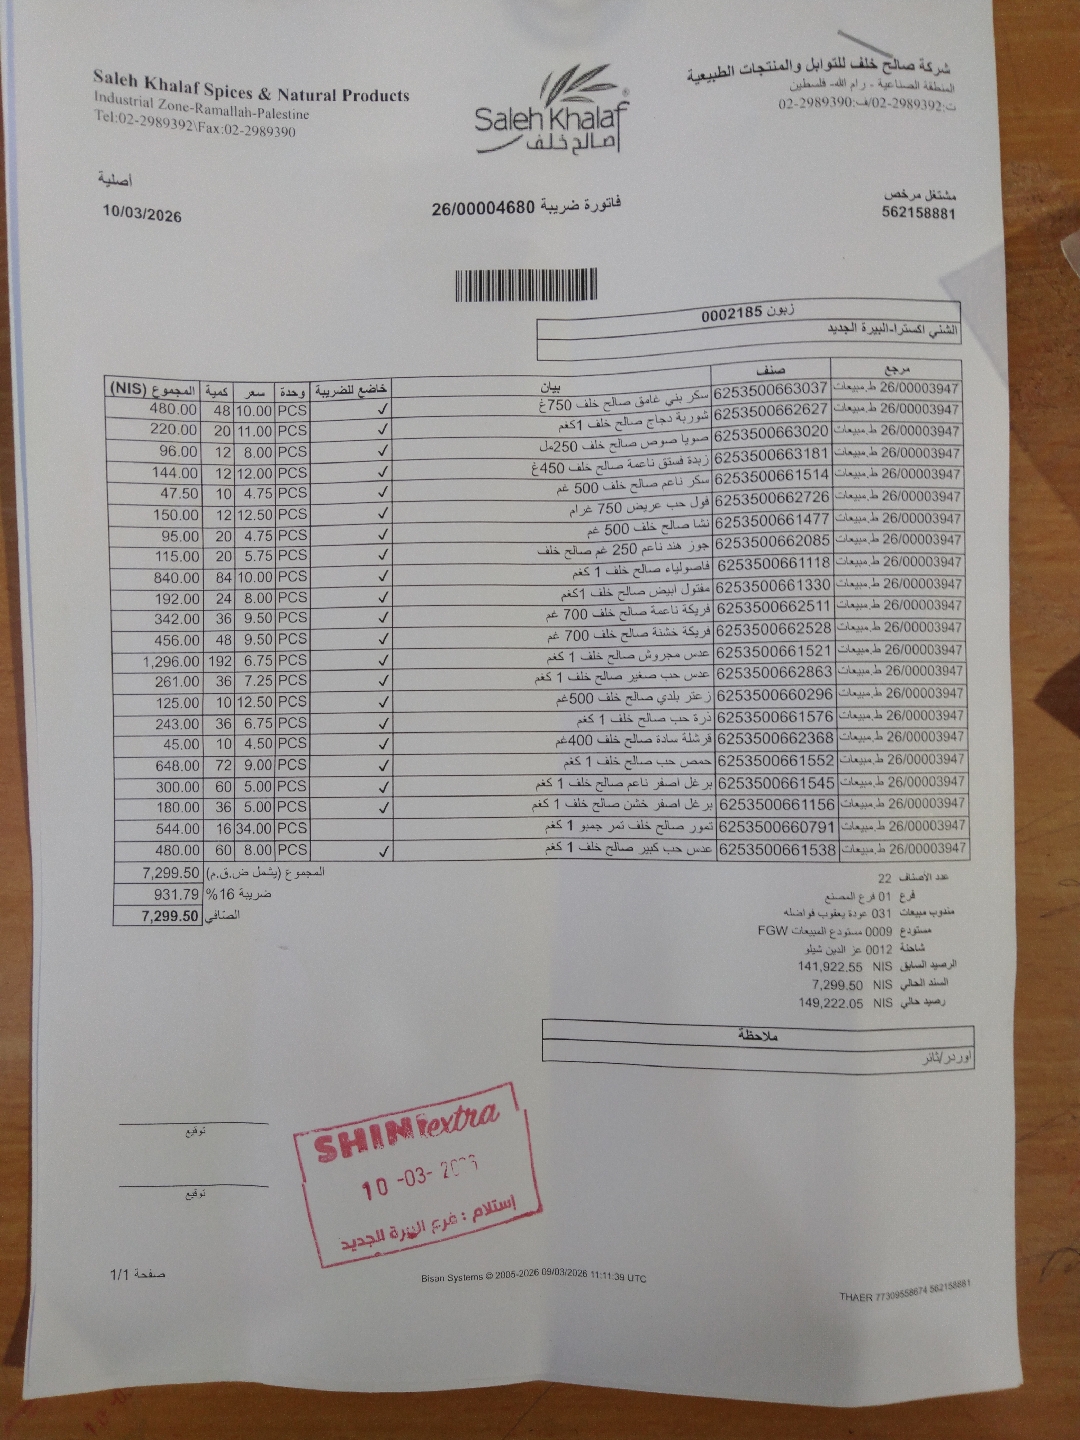 Saleh Khalaf Spices & Natural Products
Industrial Zone-Ramallah-Palestine
Tel:02-2989392\Fax:02-2989390
Saleh Khalaf
صالح خلف
شركة صالح خلف للتوابل والمنتجات الطبيعية
المنطقة الصناعية - رام الله- فلسطين
ت:02-2989392/ف:02-2989390
اصلية
10/03/2026
فاتورة ضريبة 26/00004680
مشتغل مرخص
562158881
زبون 0002185
الشني اكسترا-البيرة الجديد
مرجع صنف بيان خاضع للضريبة وحدة سعر كمية المجموع (NIS)
26/00003947 ط.مبيعات 6253500663037 سكر بني غامق صالح خلف 750غ ✓ PCS 10.00 48 480.00
26/00003947 ط.مبيعات 6253500662627 شوربة دجاج صالح خلف 1كغم ✓ PCS 11.00 20 220.00
26/00003947 ط.مبيعات 6253500663020 صويا صوص صالح خلف 250مل ✓ PCS 8.00 12 96.00
26/00003947 ط.مبيعات 6253500663181 زبدة فستق ناعمة صالح خلف 450غ ✓ PCS 12.00 12 144.00
26/00003947 ط.مبيعات 6253500661514 سكر ناعم صالح خلف 500 غم ✓ PCS 4.75 10 47.50
26/00003947 ط.مبيعات 6253500662726 فول حب عريض 750 غرام ✓ PCS 12.50 12 150.00
26/00003947 ط.مبيعات 6253500661477 نشا صالح خلف 500 غم ✓ PCS 4.75 20 95.00
26/00003947 ط.مبيعات 6253500662085 جوز هند ناعم 250 غم صالح خلف ✓ PCS 5.75 20 115.00
26/00003947 ط.مبيعات 6253500661118 فاصولياء صالح خلف 1 كغم ✓ PCS 10.00 84 840.00
26/00003947 ط.مبيعات 6253500661330 مفتول ابيض صالح خلف 1كغم ✓ PCS 8.00 24 192.00
26/00003947 ط.مبيعات 6253500662511 فريكة ناعمة صالح خلف 700 غم ✓ PCS 9.50 36 342.00
26/00003947 ط.مبيعات 6253500662528 فريكة خشنة صالح خلف 700 غم ✓ PCS 9.50 48 456.00
26/00003947 ط.مبيعات 6253500661521 عدس مجروش صالح خلف 1 كغم ✓ PCS 6.75 192 1,296.00
26/00003947 ط.مبيعات 6253500662863 عدس حب صغير صالح خلف 1 كغم ✓ PCS 7.25 36 261.00
26/00003947 ط.مبيعات 6253500660296 زعتر بلدي صالح خلف 500غم ✓ PCS 12.50 10 125.00
26/00003947 ط.مبيعات 6253500661576 ذرة حب صالح خلف 1 كغم ✓ PCS 6.75 36 243.00
26/00003947 ط.مبيعات 6253500662368 قرشلة سادة صالح خلف 400غم ✓ PCS 4.50 10 45.00
26/00003947 ط.مبيعات 6253500661552 حمص حب صالح خلف 1 كغم ✓ PCS 9.00 72 648.00
26/00003947 ط.مبيعات 6253500661545 برغل اصفر ناعم صالح خلف 1 كغم ✓ PCS 5.00 60 300.00
26/00003947 ط.مبيعات 6253500661156 برغل اصفر خشن صالح خلف 1 كغم ✓ PCS 5.00 36 180.00
26/00003947 ط.مبيعات 6253500660791 تمور صالح خلف تمر جمبو 1 كغم PCS 34.00 16 544.00
26/00003947 ط.مبيعات 6253500661538 عدس حب كبير صالح خلف 1 كغم ✓ PCS 8.00 60 480.00
المجموع (يشمل ض.ق.م) 7,299.50
ضريبة 16% 931.79
الصافي 7,299.50
عدد الأصناف 22
فرع 01 فرع المصنع
مندوب مبيعات 031 عودة يعقوب فواضله
مستودع 0009 مستودع المبيعات FGW
شاحنة 0012 عز الدين شيلو
الرصيد السابق NIS 141,922.55
السند الحالي NIS 7,299.50
رصيد حالي NIS 149,222.05
ملاحظة
اوردر/ثائر
توقيع
توقيع
SHINI extra
10 -03-
إستلام : فرع البيرة الجديد
صفحة 1/1
Bisan Systems © 2005-2026 09/03/2026 11:11:39 UTC
THAER 77309558674 562158881